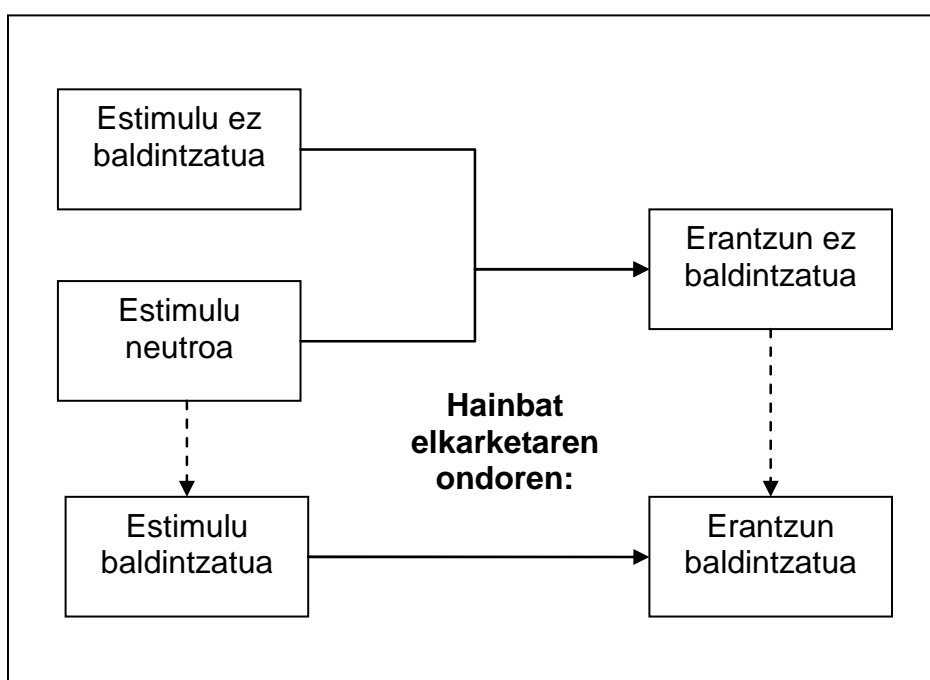 Estimulu ez
baldintzatua
Erantzun ez
baldintzatua
Estimulu
neutroa
Hainbat
elkarketaren
ondoren:
Estimulu
baldintzatua
Erantzun
baldintzatua